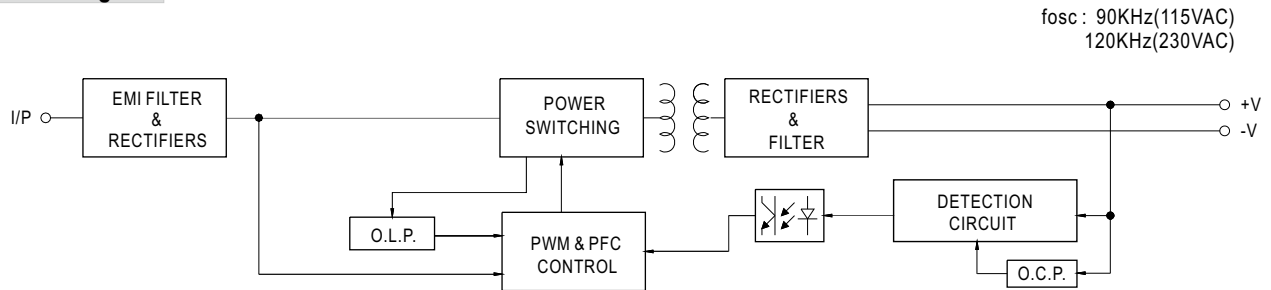 fosc : 90KHz(115VAC)
120KHz(230VAC)
I/P
EMI FILTER
&
RECTIFIERS
POWER
SWITCHING
RECTIFIERS
&
FILTER
+V
-V
O.L.P.
PWM & PFC
CONTROL
DETECTION
CIRCUIT
O.C.P.